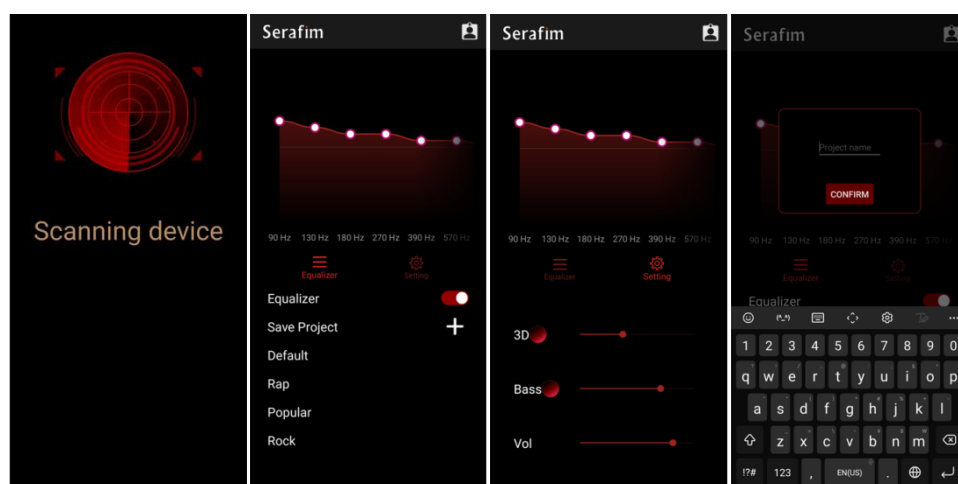 Scanning device
Serafim
90 Hz 130 Hz 180 Hz 270 Hz 390 Hz 570 Hz
Equalizer Setting
Equalizer
Save Project
Default
Rap
Popular
Rock
Serafim
90 Hz 130 Hz 180 Hz 270 Hz 390 Hz 570 Hz
Equalizer Setting
3D
Bass
Vol
Serafim
Project name
CONFIRM
90 Hz 130 Hz 180 Hz 270 Hz 390 Hz 570 Hz
Equalizer Setting
Equalizer
1 2 3 4 5 6 7 8 9 0
q w e r t y u i o p
a s d f g h j k l
z x c v b n m
!?# 123 , EN(US) .